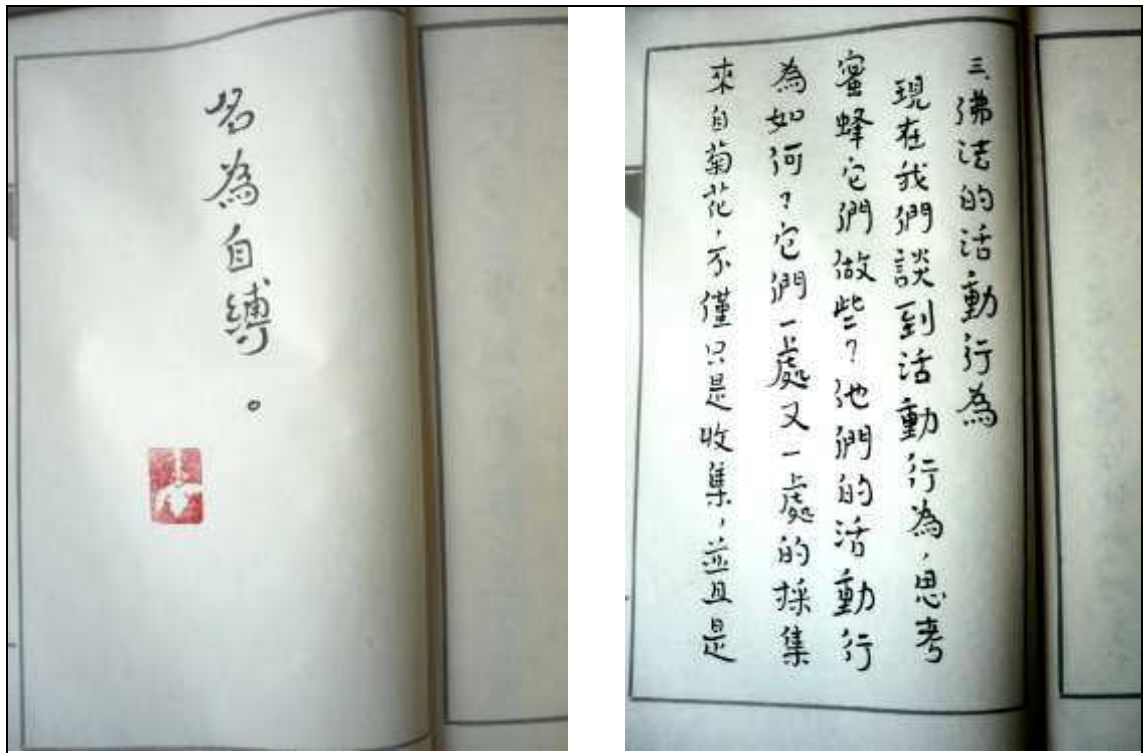 名為自縛。
三、佛法的活動行為
現在我們談到活動行為,思考
蜜蜂它們做些?他們的活動行
為如何?它們一處又一處的採集
來自菊花,不僅只是收集,並且是